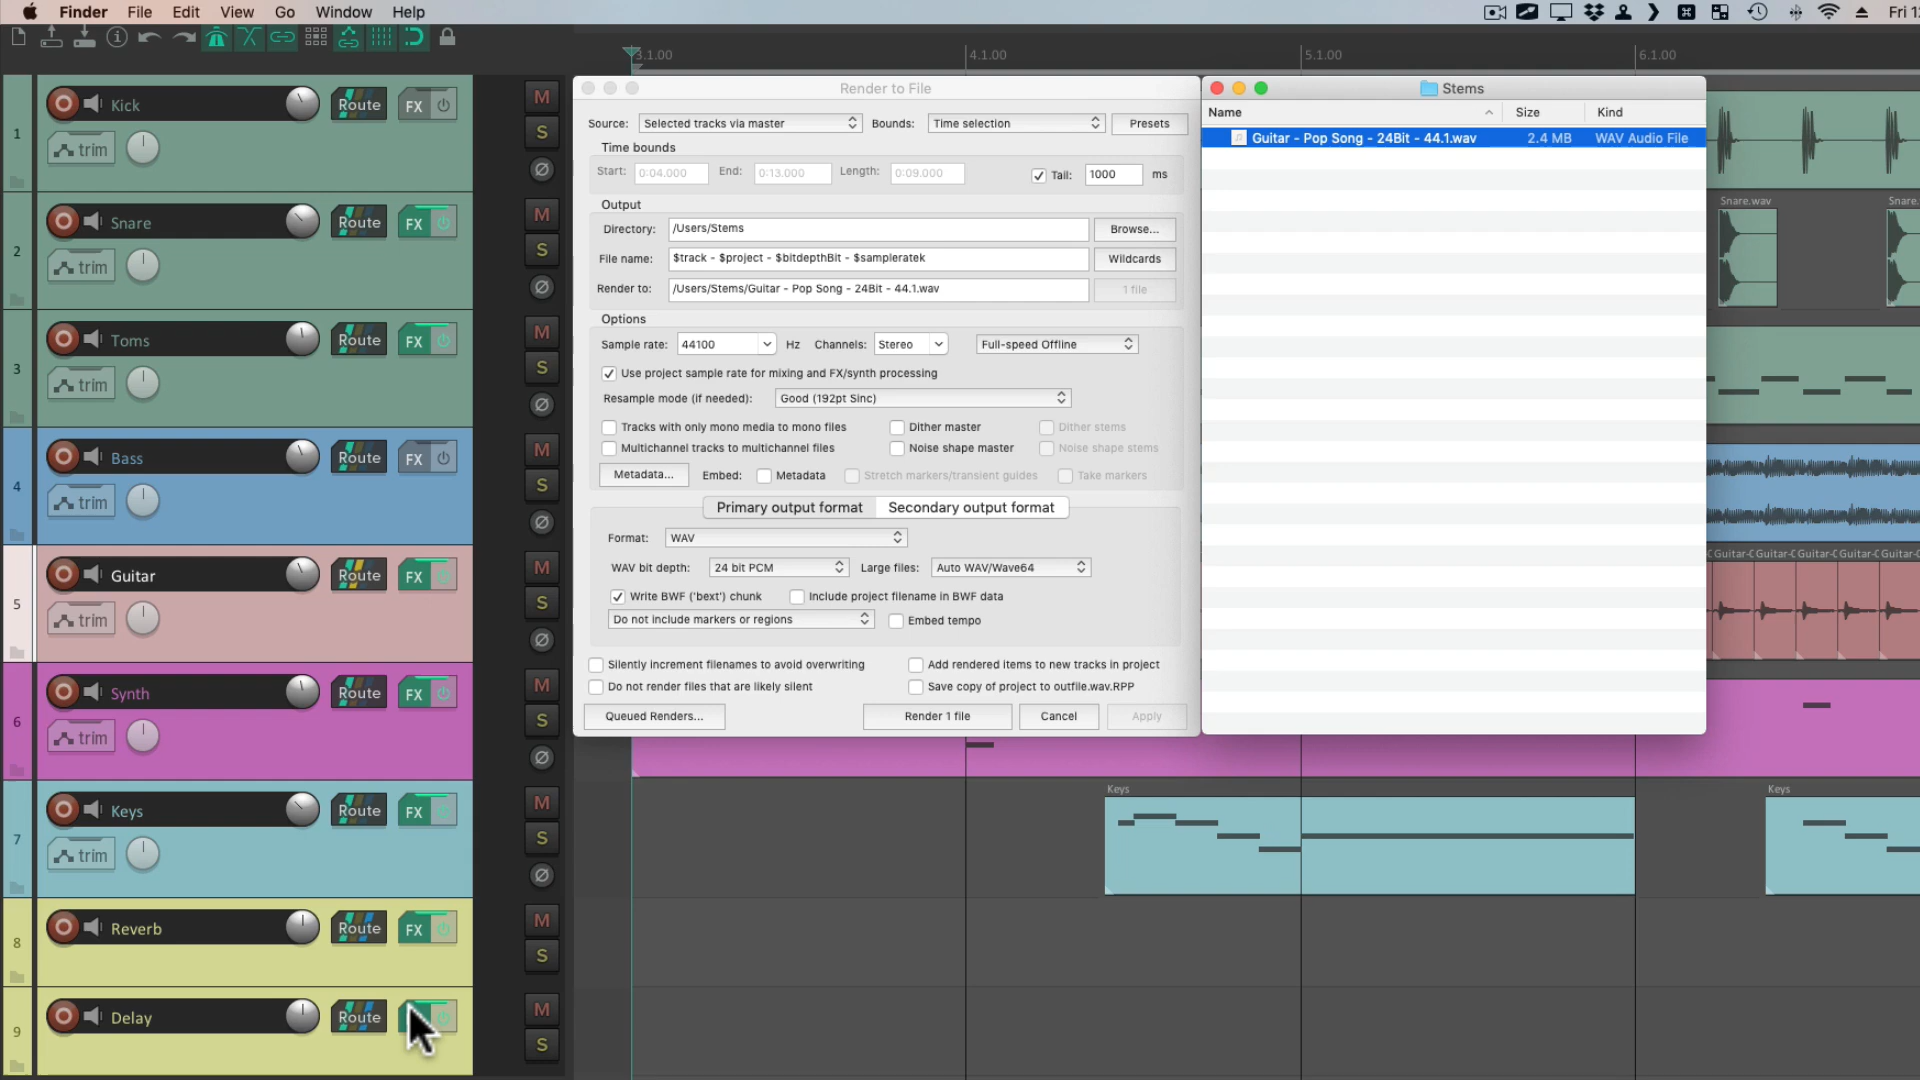 Finder File Edit View Go Window Help
Fri 1
3.1.00 4.1.00 5.1.00 6.1.00
1 Kick Route FX M
trim S
2 Snare Route FX M
trim S
3 Toms Route FX M
trim S
4 Bass Route FX M
trim S
5 Guitar Route FX M
trim S
6 Synth Route FX M
trim S
7 Keys Route FX M
trim S
8 Reverb Route FX M
S
9 Delay Route M
S
Render to File
Source: Selected tracks via master Bounds: Time selection Presets
Time bounds
Start: 0:04.000 End: 0:13.000 Length: 0:09.000 Tail: 1000 ms
Output
Directory: /Users/Stems Browse...
File name: $track - $project - $bitdepthBit - $sampleratek Wildcards
Render to: /Users/Stems/Guitar - Pop Song - 24Bit - 44.1.wav 1 file
Options
Sample rate: 44100 Hz Channels: Stereo Full-speed Offline
Use project sample rate for mixing and FX/synth processing
Resample mode (if needed): Good (192pt Sinc)
Tracks with only mono media to mono files Dither master Dither stems
Multichannel tracks to multichannel files Noise shape master Noise shape stems
Metadata... Embed: Metadata Stretch markers/transient guides Take markers
Primary output format Secondary output format
Format: WAV
WAV bit depth: 24 bit PCM Large files: Auto WAV/Wave64
Write BWF ('bext') chunk Include project filename in BWF data
Do not include markers or regions Embed tempo
Silently increment filenames to avoid overwriting Add rendered items to new tracks in project
Do not render files that are likely silent Save copy of project to outfile.wav.RPP
Queued Renders... Render 1 file Cancel Apply
Stems
Name Size Kind
Guitar - Pop Song - 24Bit - 44.1.wav 2.4 MB WAV Audio File
Snare.wav Snare.
Guitar-C Guitar-C Guitar-C Guitar-C Guitar-C
Keys Keys